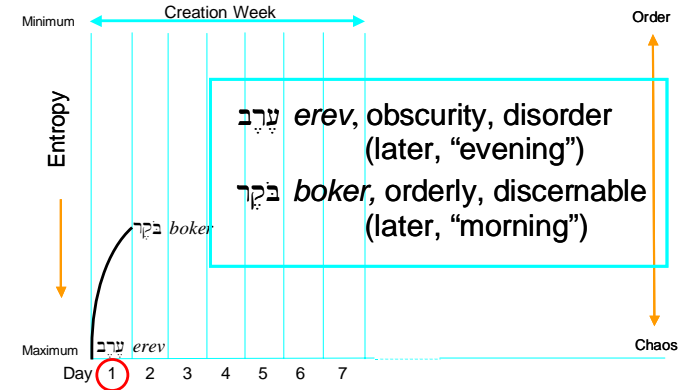 Creation Week
Minimum
Order
Entropy
עֶרֶב erev, obscurity, disorder
(later, “evening”)
בֹּקֶר boker, orderly, discernable
(later, “morning”)
בֹּקֶר boker
עֶרֶב erev
Maximum
Chaos
Day 1 2 3 4 5 6 7